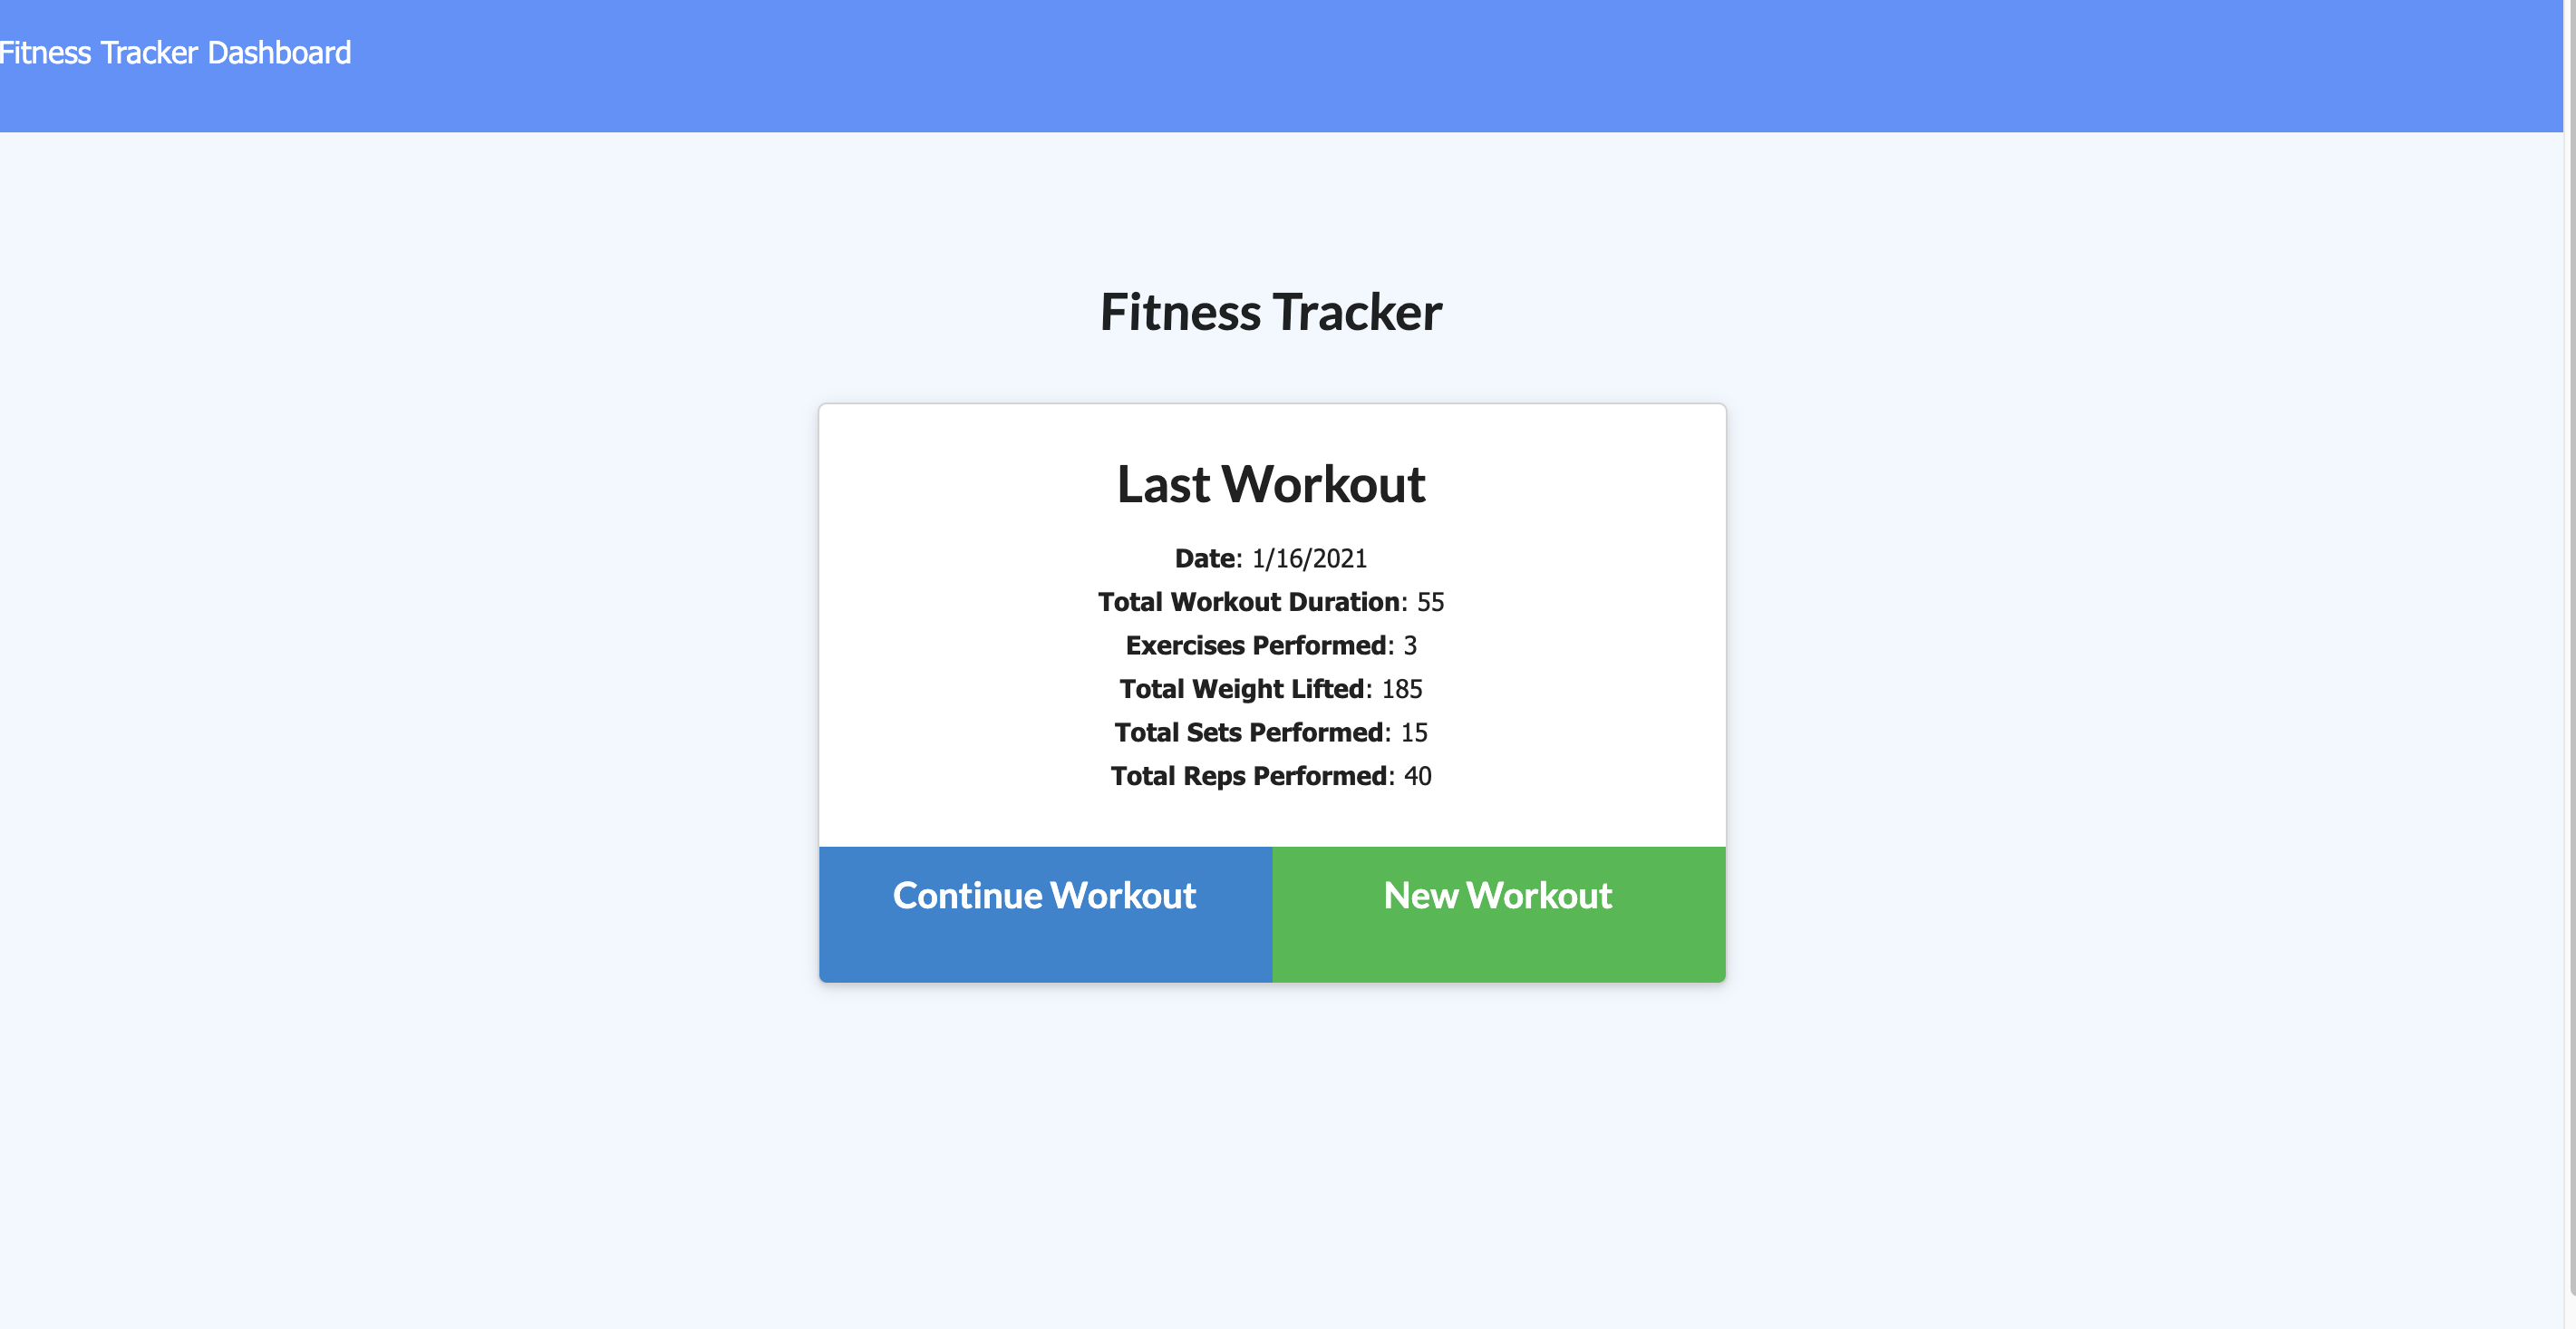 Fitness Tracker Dashboard
Fitness Tracker
Last Workout
Date: 1/16/2021
Total Workout Duration: 55
Exercises Performed: 3
Total Weight Lifted: 185
Total Sets Performed: 15
Total Reps Performed: 40
Continue Workout
New Workout